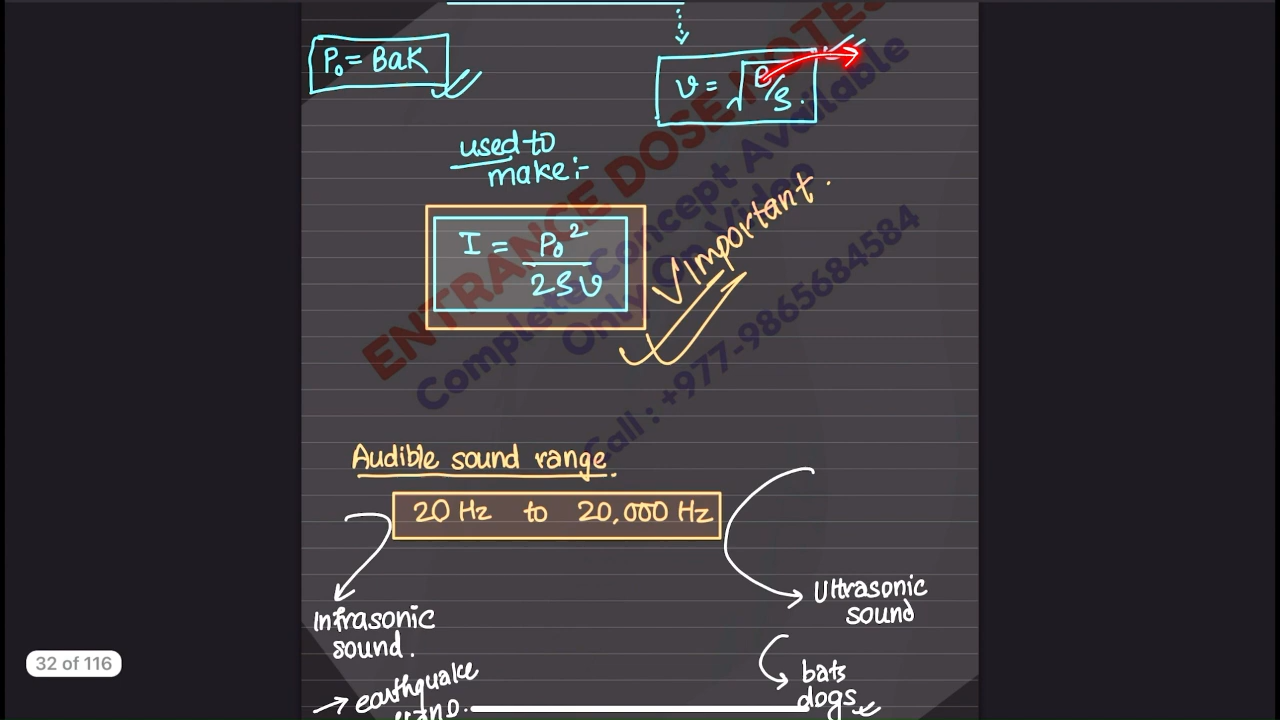 P₀ = BaK
v = √(B/ρ)
used to
make:-
I = P₀² / 2ρv
√Important.
ENTRANCE DOSE NOTES
Complete Concept Available
Only On Video
Call : +977-9865684584
Audible sound range.
20 Hz to 20,000 Hz
Infrasonic
sound.
→ earthquake
Ultrasonic
sound
bats
dogs
32 of 116